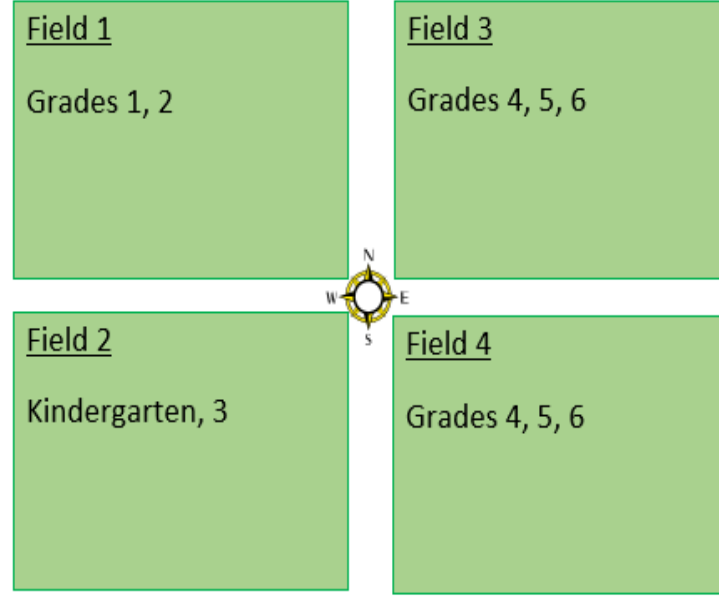 Field 1
Grades 1, 2
Field 3
Grades 4, 5, 6
N
W
E
S
Field 2
Kindergarten, 3
Field 4
Grades 4, 5, 6